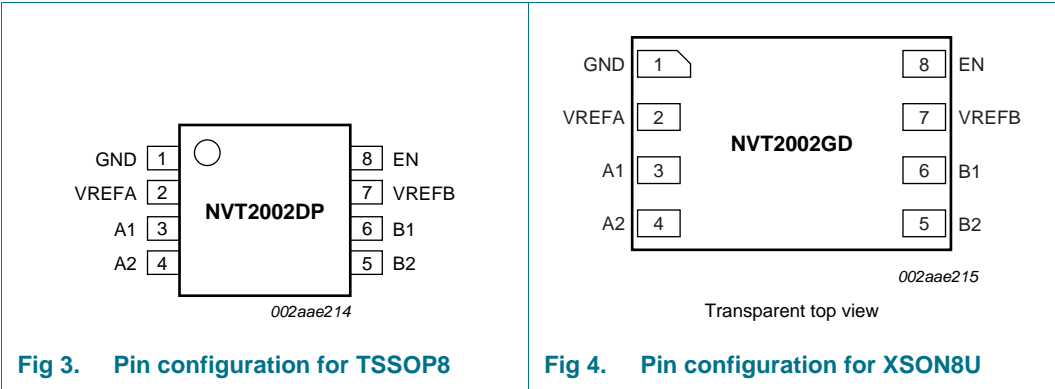 GND 1 8 EN
VREFA 2 7 VREFB
NVT2002DP
A1 3 6 B1
A2 4 5 B2
002aae214
Fig 3. Pin configuration for TSSOP8
GND 1 8 EN
VREFA 2 7 VREFB
NVT2002GD
A1 3 6 B1
A2 4 5 B2
002aae215
Transparent top view
Fig 4. Pin configuration for XSON8U